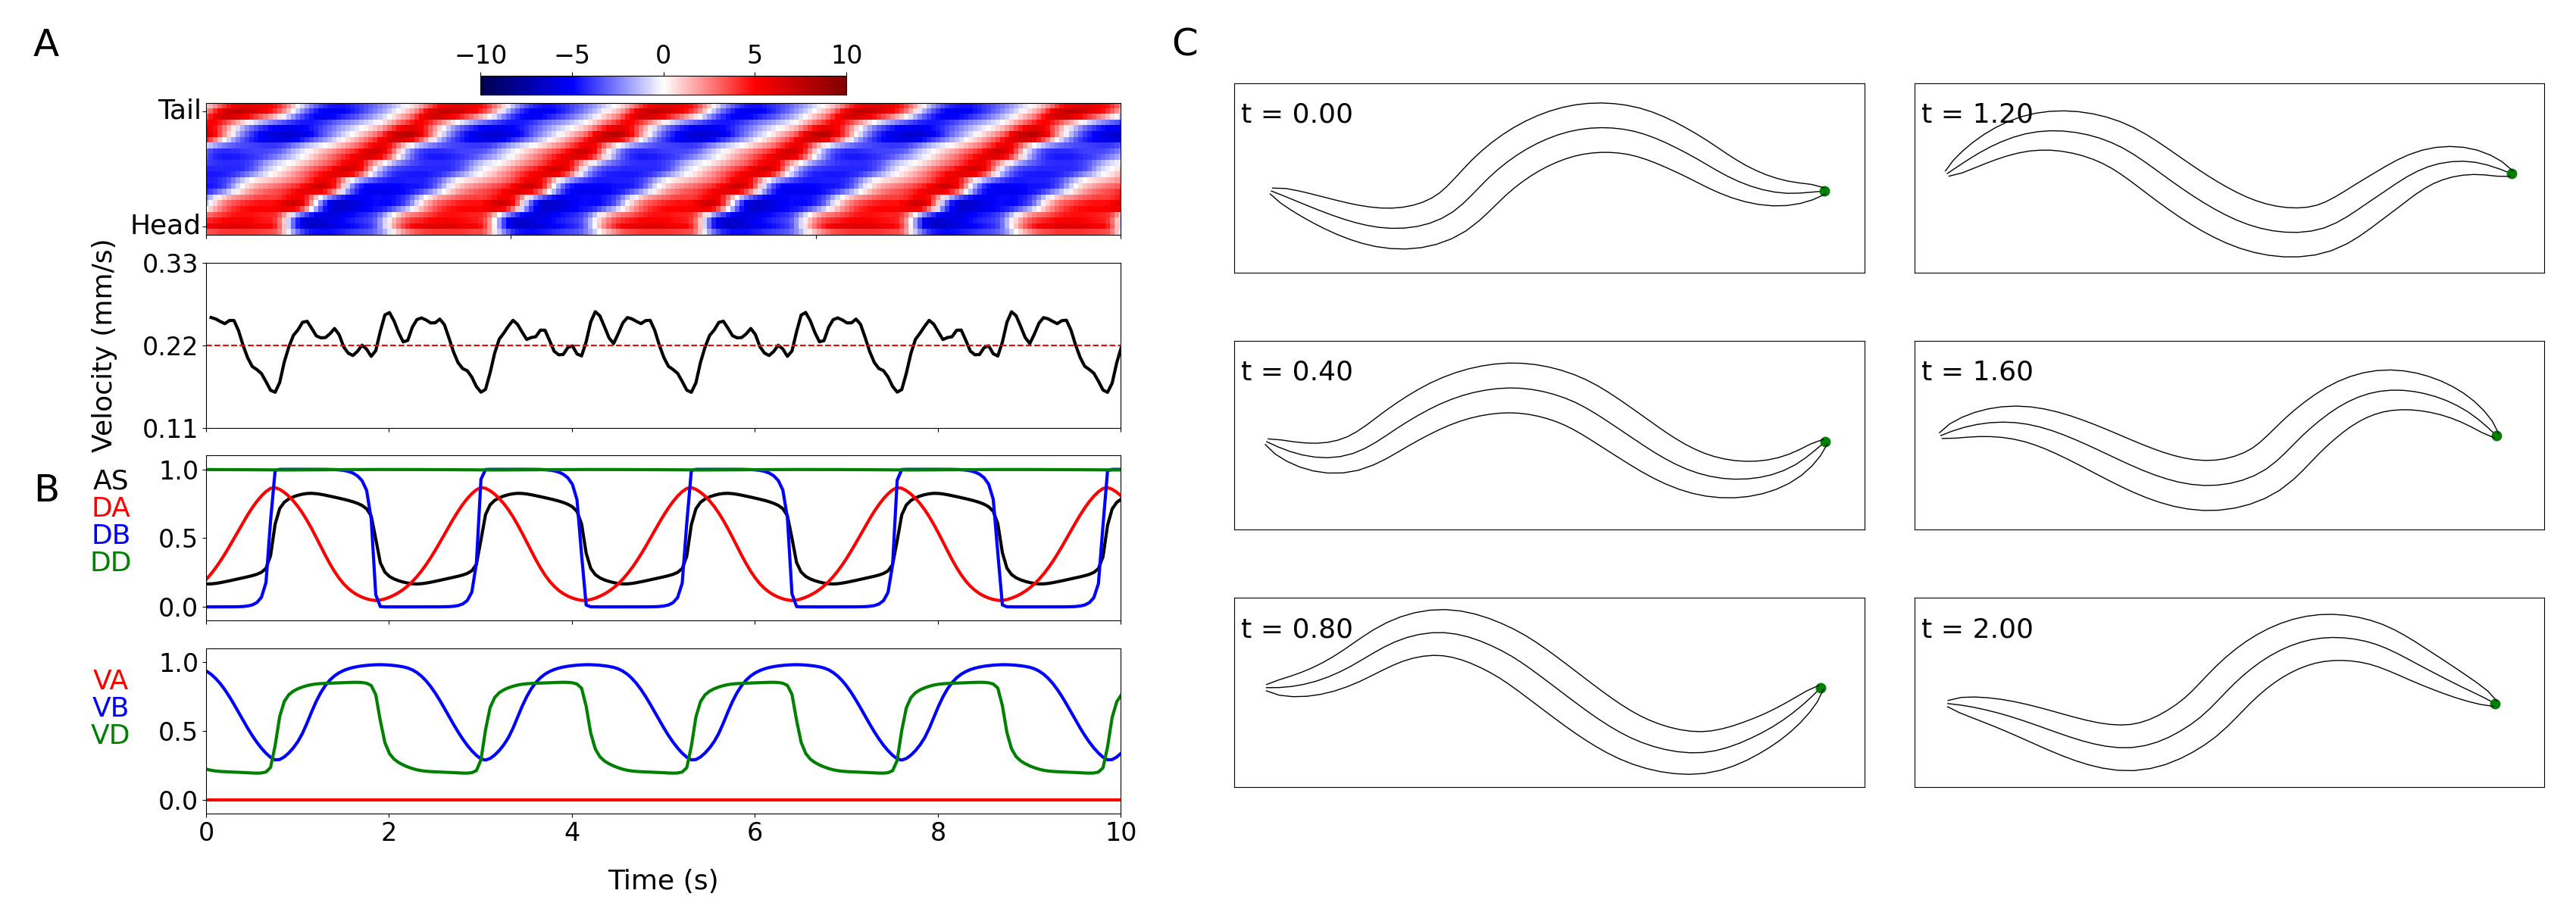 A
−10 −5 0 5 10
Tail
Head
Velocity (mm/s)
0.33
0.22
0.11
B
AS
DA
DB
DD
1.0
0.5
0.0
VA
VB
VD
1.0
0.5
0.0
0 2 4 6 8 10
Time (s)
C
t = 0.00
t = 1.20
t = 0.40
t = 1.60
t = 0.80
t = 2.00